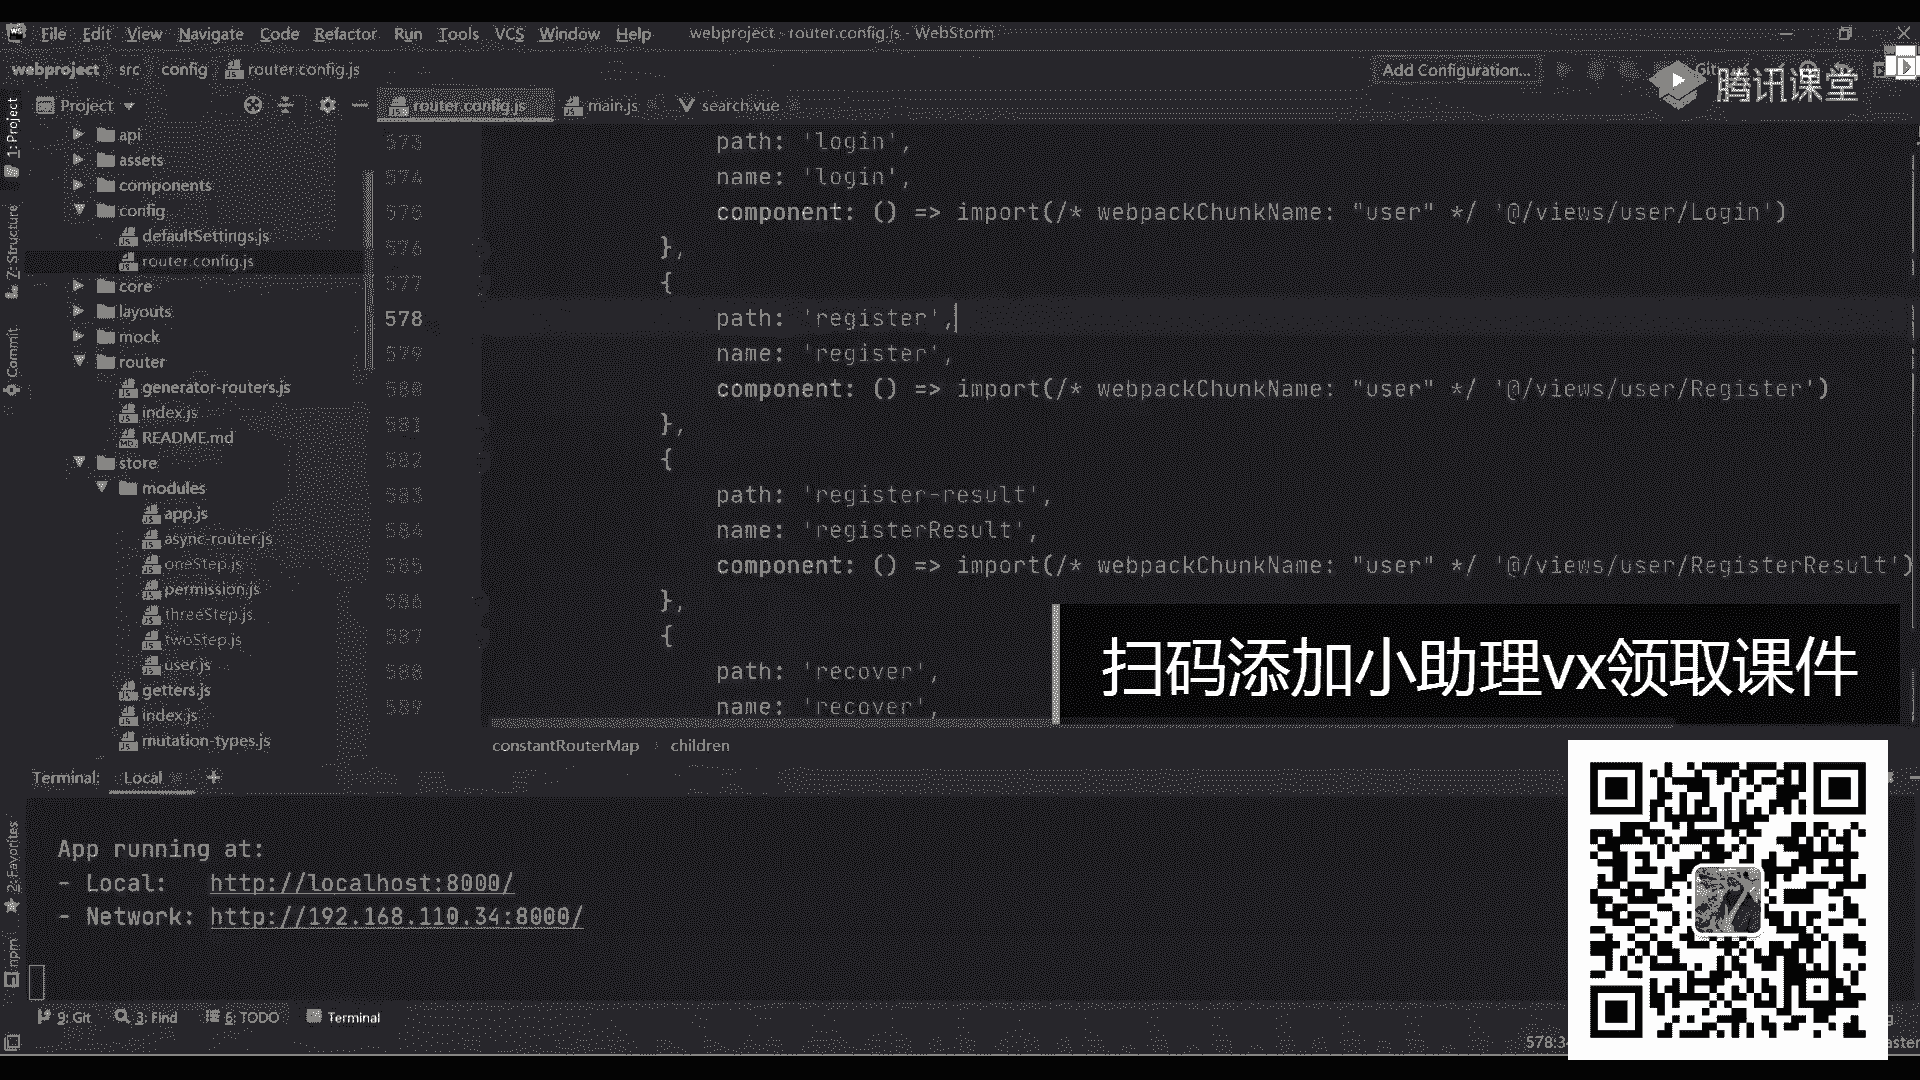 File Edit View Navigate Code Refactor Run Tools VCS Window Help webproject - router.config.js - WebStorm
webproject src config router.config.js Add Configuration... Git
腾讯课堂
Project
router.config.js main.js search.vue
1: Project
Z: Structure
Commit
2: Favorites
npm
api
assets
components
config
defaultSettings.js
router.config.js
core
layouts
mock
router
generator-routers.js
index.js
README.md
store
modules
app.js
async-router.js
oneStep.js
permission.js
threeStep.js
twoStep.js
user.js
getters.js
index.js
mutation-types.js
573 path: 'login',
574 name: 'login',
575 component: () => import(/* webpackChunkName: "user" */ '@/views/user/Login')
576 },
577 {
578 path: 'register',
579 name: 'register',
580 component: () => import(/* webpackChunkName: "user" */ '@/views/user/Register')
581 },
582 {
583 path: 'register-result',
584 name: 'registerResult',
585 component: () => import(/* webpackChunkName: "user" */ '@/views/user/RegisterResult')
586 },
587 {
588 path: 'recover',
589 name: 'recover',
扫码添加小助理vx领取课件
constantRouterMap › children
Terminal: Local +
App running at:
- Local: http://localhost:8000/
- Network: http://192.168.110.34:8000/
9: Git 3: Find 6: TODO Terminal